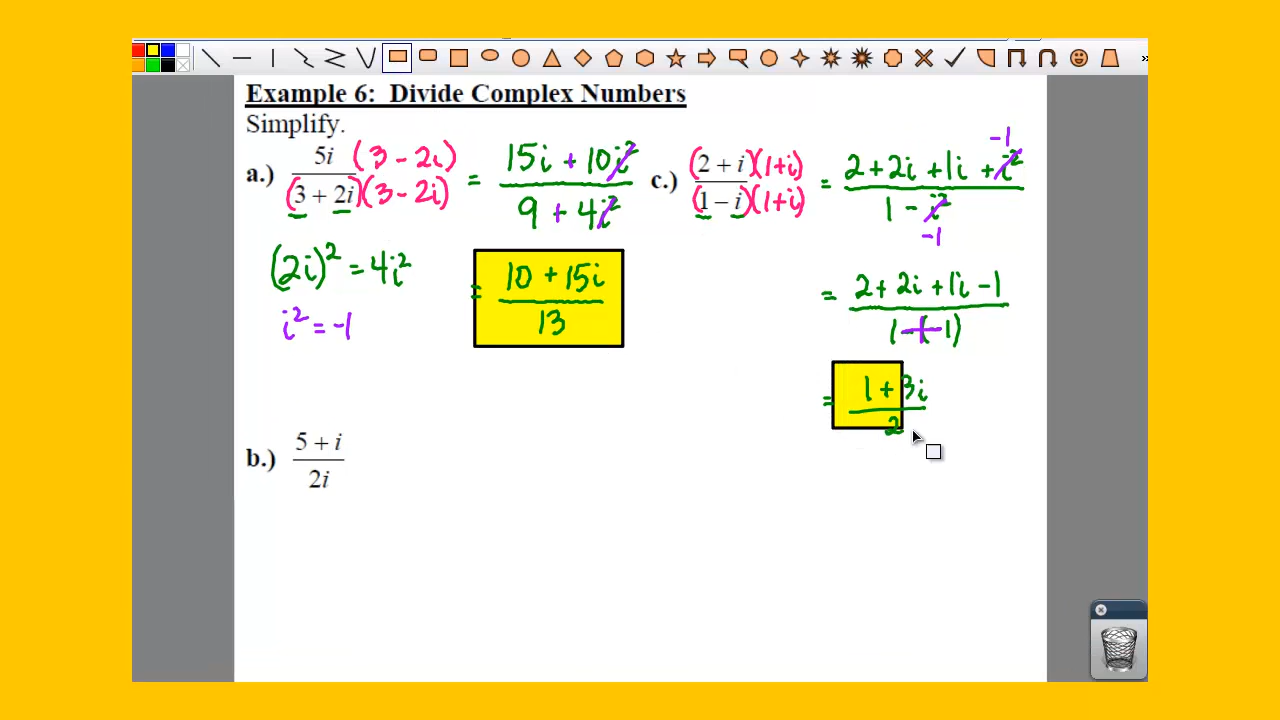 Example 6: Divide Complex Numbers
Simplify.
a.) 5i (3 - 2i) / (3 + 2i)(3 - 2i) = 15i + 10i² / 9 + 4i²
(2i)² = 4i²
i² = -1
= 10 + 15i / 13
b.) 5 + i / 2i
c.) (2 + i)(1+i) / (1 - i)(1+i) = 2 + 2i + 1i + i² / 1 - i²
-1
-1
= 2 + 2i + 1i - 1 / 1 - (-1)
= 1 + 3i / 2